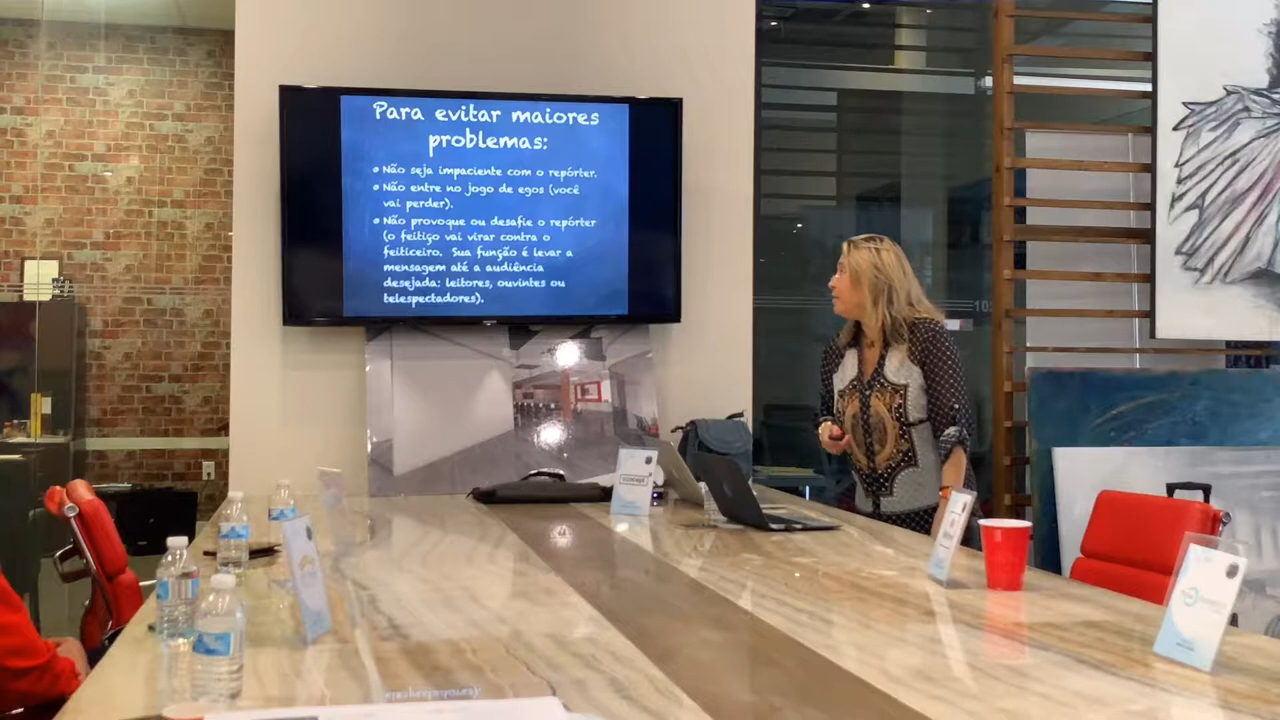 Para evitar maiores
problemas:
• Não seja impaciente com o repórter.
• Não entre no jogo de egos (você
vai perder).
• Não provoque ou desafie o repórter
(o feitiço vai virar contra o
feiticeiro. Sua função é levar a
mensagem até a audiência
desejada: leitores, ouvintes ou
telespectadores).
concept